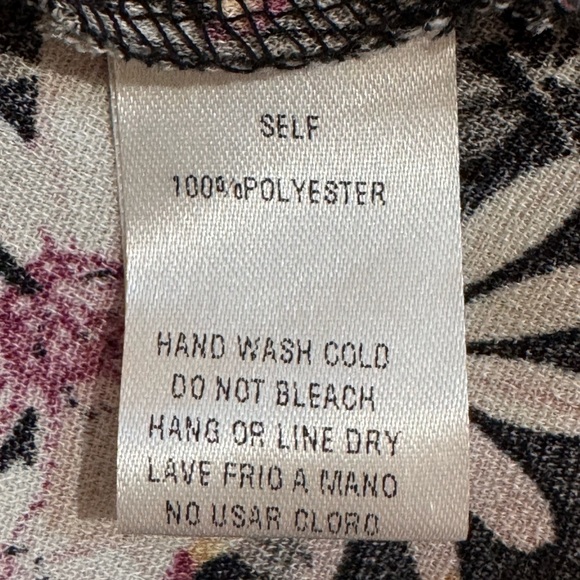 SELF
100%POLYESTER
HAND WASH COLD
DO NOT BLEACH
HANG OR LINE DRY
LAVE FRIO A MANO
NO USAR CLORO